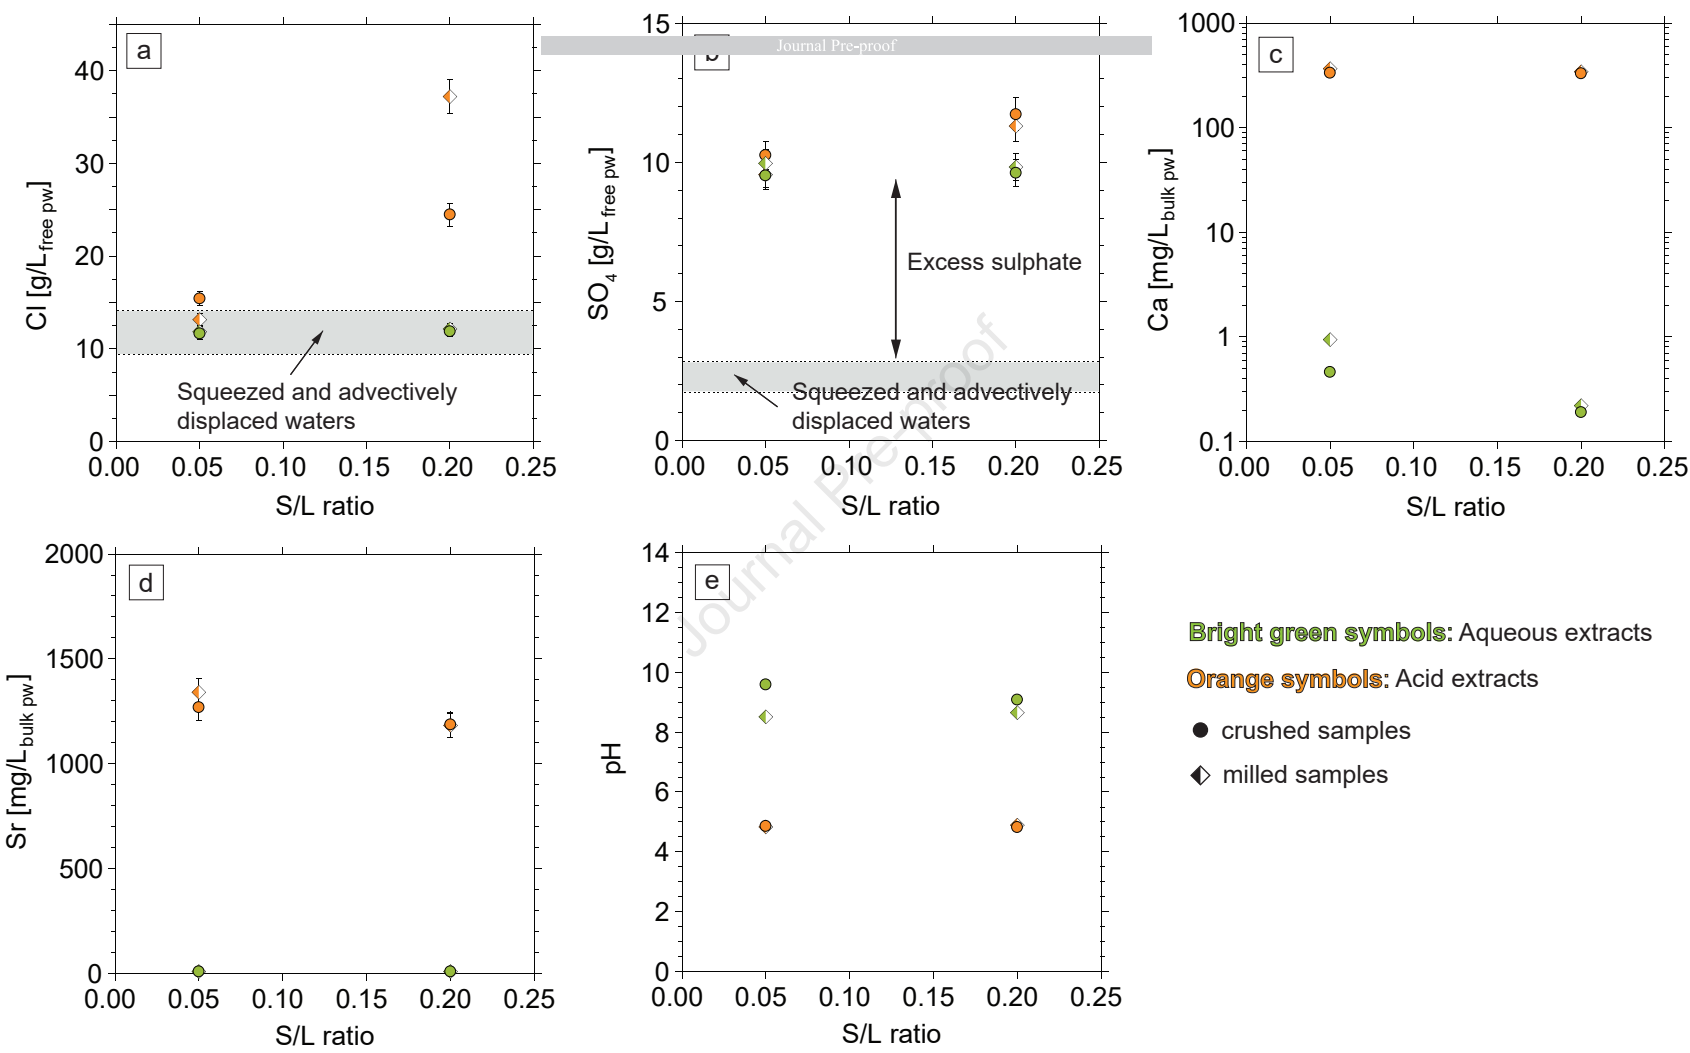 Journal Pre-proof
a
Cl [g/L free pw]
40
30
20
10
0
0.00 0.05 0.10 0.15 0.20 0.25
S/L ratio
Squeezed and advectively
displaced waters
b
SO4 [g/L free pw]
15
10
5
0
0.00 0.05 0.10 0.15 0.20 0.25
S/L ratio
Excess sulphate
Squeezed and advectively
displaced waters
c
Ca [mg/L bulk pw]
1000
100
10
1
0.1
0.00 0.05 0.10 0.15 0.20 0.25
S/L ratio
Journal Pre-proof
d
Sr [mg/L bulk pw]
2000
1500
1000
500
0
0.00 0.05 0.10 0.15 0.20 0.25
S/L ratio
e
pH
14
12
10
8
6
4
2
0
0.00 0.05 0.10 0.15 0.20 0.25
S/L ratio
Bright green symbols: Aqueous extracts
Orange symbols: Acid extracts
crushed samples
milled samples